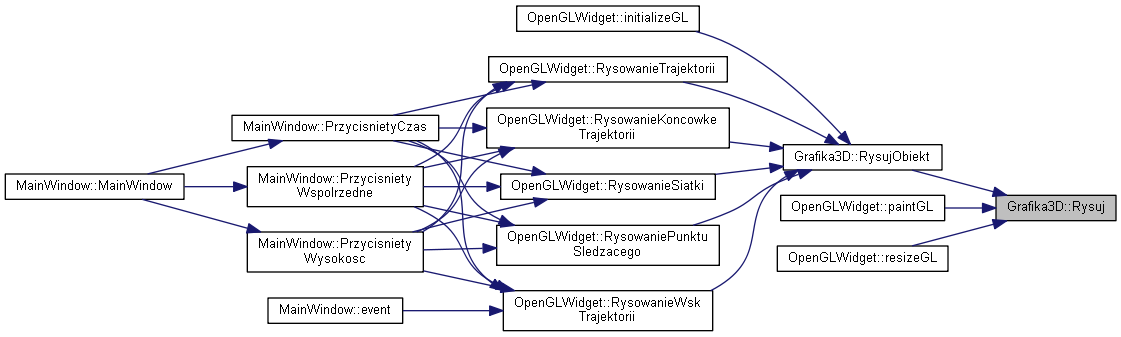 OpenGLWidget::initializeGL
OpenGLWidget::RysowanieTrajektorii
MainWindow::PrzycisnietyCzas
OpenGLWidget::RysowanieKoncowke
Trajektorii
Grafika3D::RysujObiekt
MainWindow::MainWindow
MainWindow::Przycisniety
Wspolrzedne
OpenGLWidget::RysowanieSiatki
OpenGLWidget::paintGL
Grafika3D::Rysuj
MainWindow::Przycisniety
Wysokosc
OpenGLWidget::RysowaniePunktu
Sledzacego
OpenGLWidget::resizeGL
MainWindow::event
OpenGLWidget::RysowanieWsk
Trajektorii